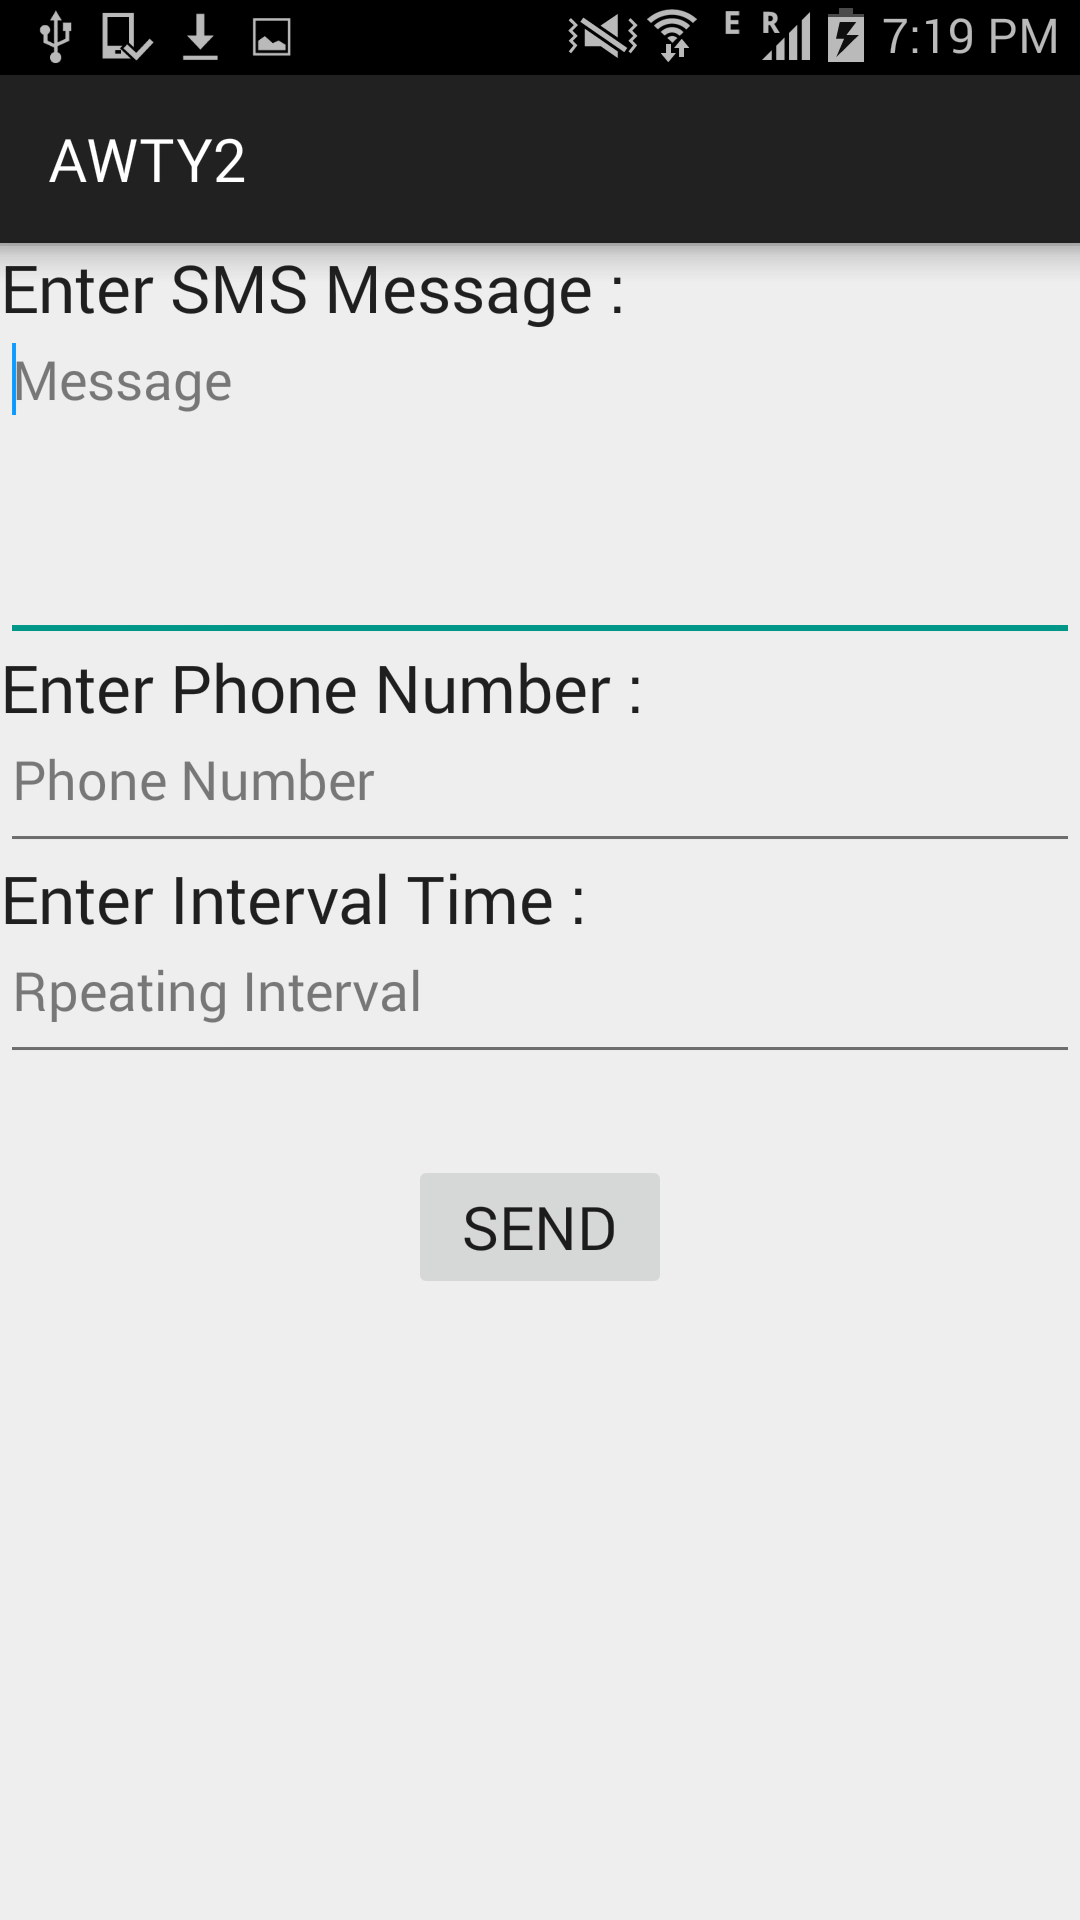 E R 7:19 PM
AWTY2
Enter SMS Message :
Message
Enter Phone Number :
Phone Number
Enter Interval Time :
Rpeating Interval
SEND